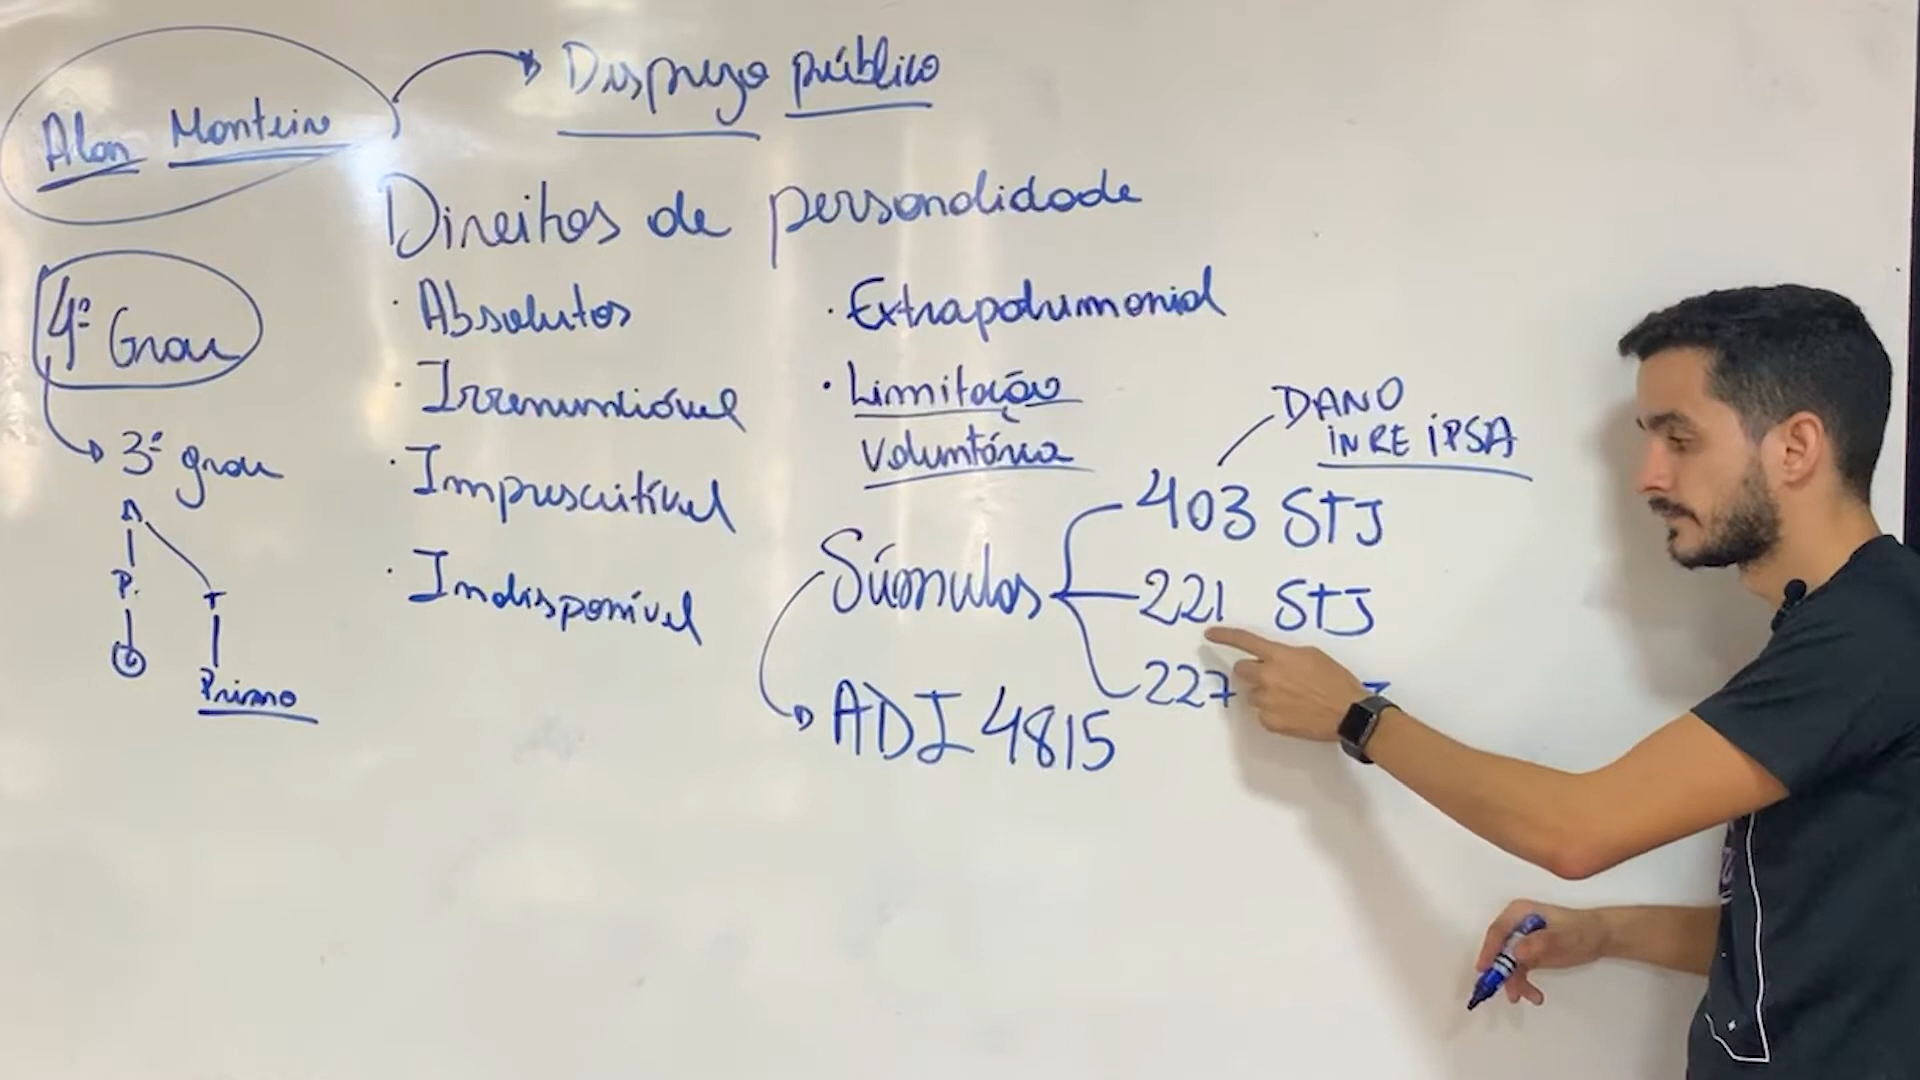 Alan Monteiro
Desprezo público
Direitos de personalidade
4º Grau
3º grau
A
P.
T
Primo
· Absolutos
· Irrenunciável
· Imprescritível
· Indisponível
· Extrapatrimonial
· Limitação
Voluntária
DANO
IN RE IPSA
Súmulas
403 STJ
221 STJ
227
ADI 4815